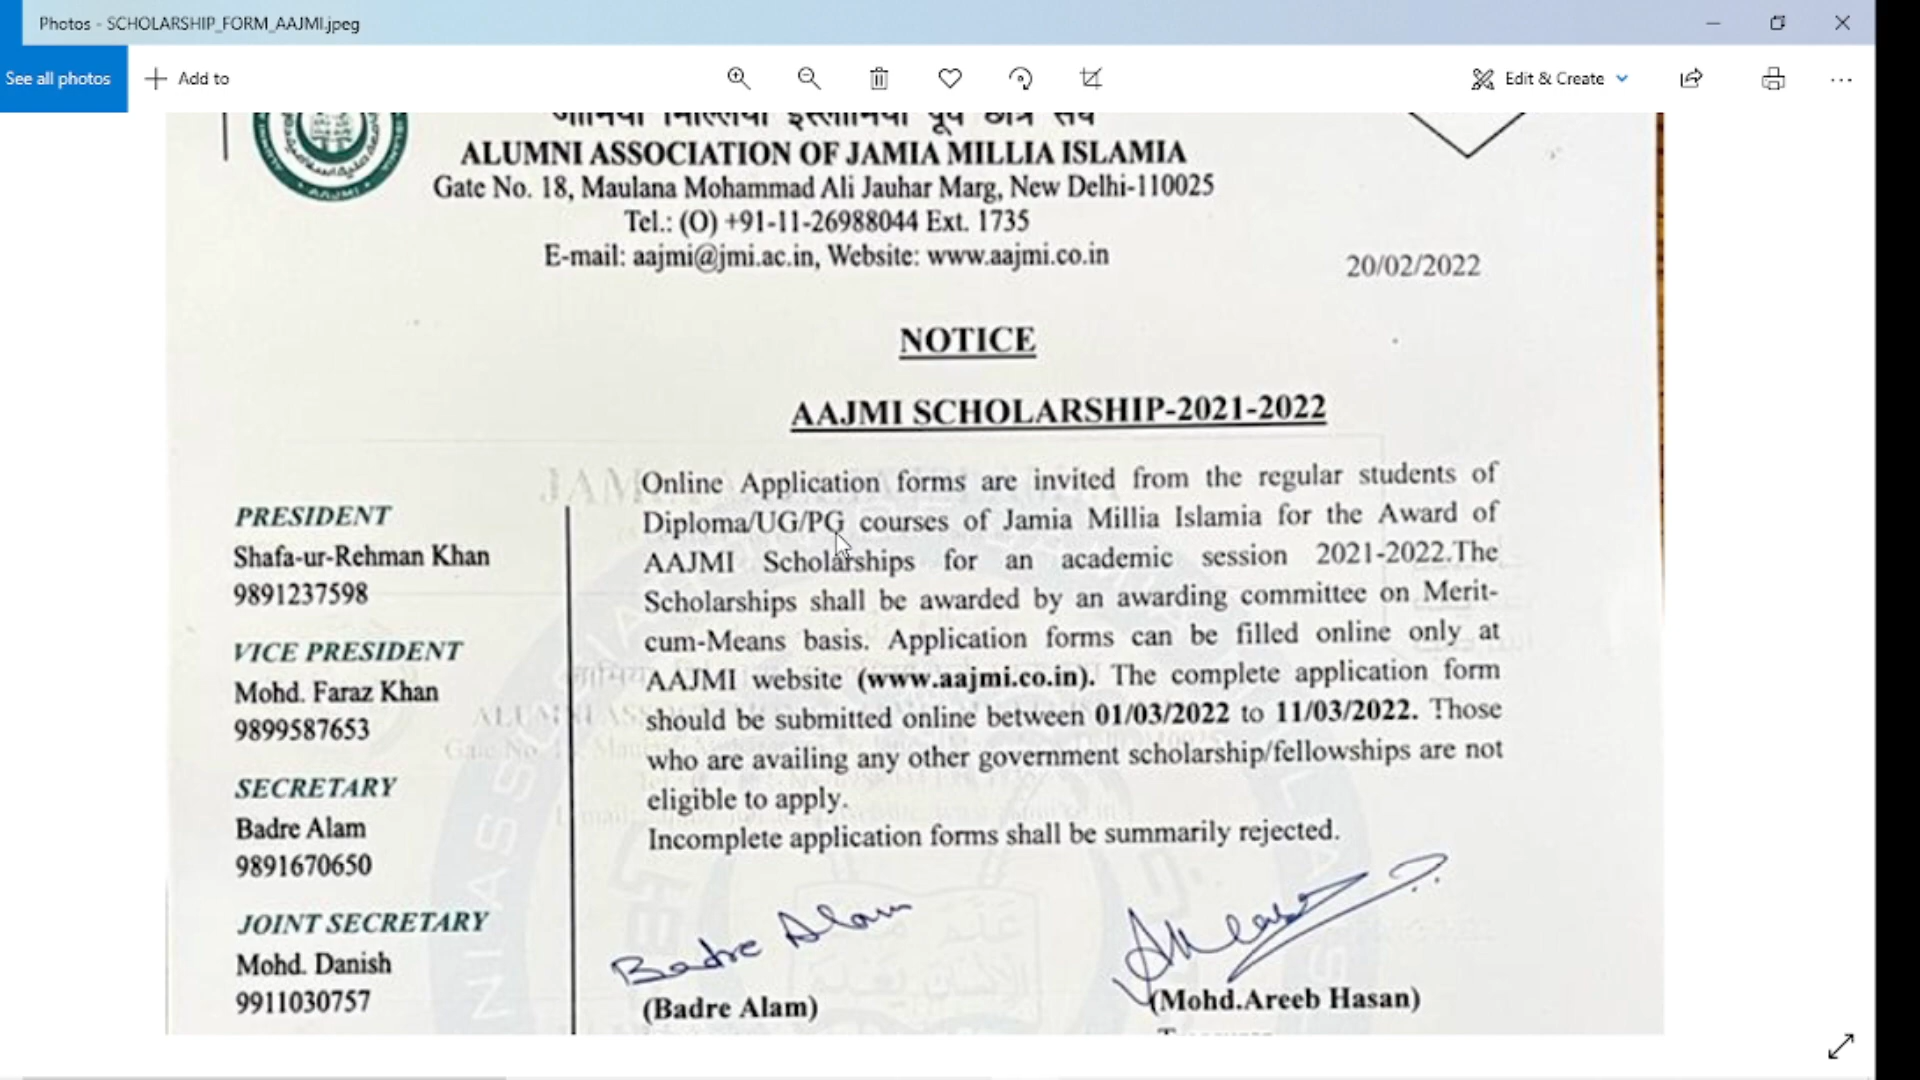 Photos - SCHOLARSHIP_FORM_AAJMI.jpeg
See all photos
Add to
Edit & Create
जामिया मिल्लिया इस्लामिया पूर्व छात्र संघ
ALUMNI ASSOCIATION OF JAMIA MILLIA ISLAMIA
Gate No. 18, Maulana Mohammad Ali Jauhar Marg, New Delhi-110025
Tel.: (O) +91-11-26988044 Ext. 1735
E-mail: aajmi@jmi.ac.in, Website: www.aajmi.co.in
AAJMI
20/02/2022
NOTICE
AAJMI SCHOLARSHIP-2021-2022
PRESIDENT
Shafa-ur-Rehman Khan
9891237598
VICE PRESIDENT
Mohd. Faraz Khan
9899587653
SECRETARY
Badre Alam
9891670650
JOINT SECRETARY
Mohd. Danish
9911030757
Online Application forms are invited from the regular students of
Diploma/UG/PG courses of Jamia Millia Islamia for the Award of
AAJMI Scholarships for an academic session 2021-2022.The
Scholarships shall be awarded by an awarding committee on Merit-
cum-Means basis. Application forms can be filled online only at
AAJMI website (www.aajmi.co.in). The complete application form
should be submitted online between 01/03/2022 to 11/03/2022. Those
who are availing any other government scholarship/fellowships are not
eligible to apply.
Incomplete application forms shall be summarily rejected.
Badre Alam
(Badre Alam)
(Mohd.Areeb Hasan)